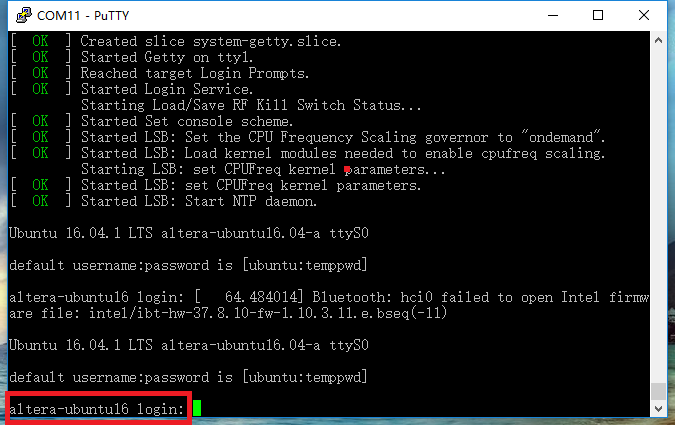 COM11 - PuTTY
[  OK  ] Created slice system-getty.slice.
[  OK  ] Started Getty on tty1.
[  OK  ] Reached target Login Prompts.
[  OK  ] Started Login Service.
         Starting Load/Save RF Kill Switch Status...
[  OK  ] Started Set console scheme.
[  OK  ] Started LSB: Set the CPU Frequency Scaling governor to "ondemand".
[  OK  ] Started LSB: Load kernel modules needed to enable cpufreq scaling.
         Starting LSB: set CPUFreq kernel parameters...
[  OK  ] Started LSB: set CPUFreq kernel parameters.
[  OK  ] Started LSB: Start NTP daemon.
Ubuntu 16.04.1 LTS altera-ubuntu16.04-a ttyS0
default username:password is [ubuntu:temppwd]
altera-ubuntu16 login: [   64.484014] Bluetooth: hci0 failed to open Intel firmw
are file: intel/ibt-hw-37.8.10-fw-1.10.3.11.e.bseq(-11)
Ubuntu 16.04.1 LTS altera-ubuntu16.04-a ttyS0
default username:password is [ubuntu:temppwd]
altera-ubuntu16 login: